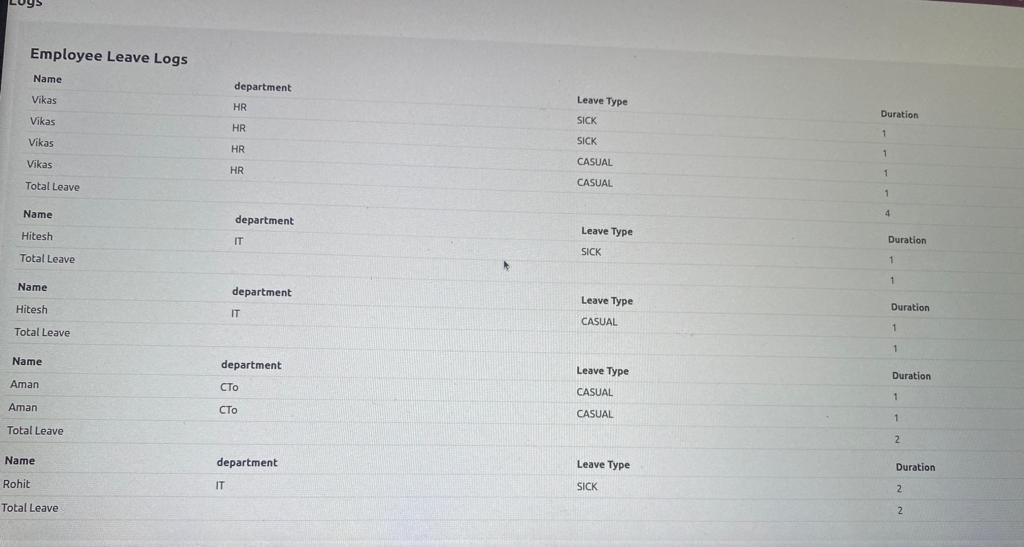 Logs
Employee Leave Logs
Name department Leave Type Duration
Vikas HR SICK 1
Vikas HR SICK 1
Vikas HR CASUAL 1
Vikas HR CASUAL 1
Total Leave 4
Name department Leave Type Duration
Hitesh IT SICK 1
Total Leave 1
Name department Leave Type Duration
Hitesh IT CASUAL 1
Total Leave 1
Name department Leave Type Duration
Aman CTo CASUAL 1
Aman CTo CASUAL 1
Total Leave 2
Name department Leave Type Duration
Rohit IT SICK 2
Total Leave 2